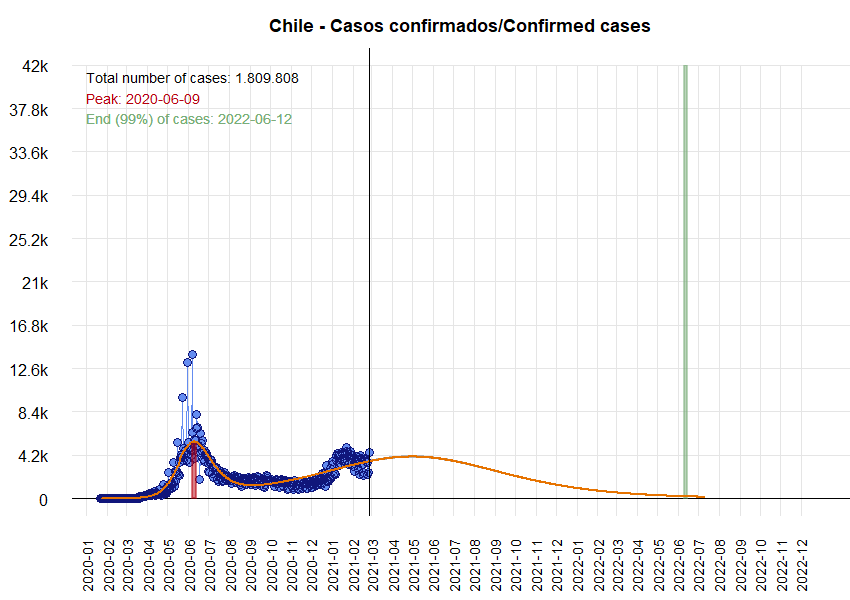 Chile - Casos confirmados/Confirmed cases
42k
37.8k
33.6k
29.4k
25.2k
21k
16.8k
12.6k
8.4k
4.2k
0
Total number of cases: 1.809.808
Peak: 2020-06-09
End (99%) of cases: 2022-06-12
2020-01
2020-02
2020-03
2020-04
2020-05
2020-06
2020-07
2020-08
2020-09
2020-10
2020-11
2020-12
2021-01
2021-02
2021-03
2021-04
2021-05
2021-06
2021-07
2021-08
2021-09
2021-10
2021-11
2021-12
2022-02
2022-03
2022-04
2022-05
2022-06
2022-07
2022-08
2022-09
2022-10
2022-11
2022-12